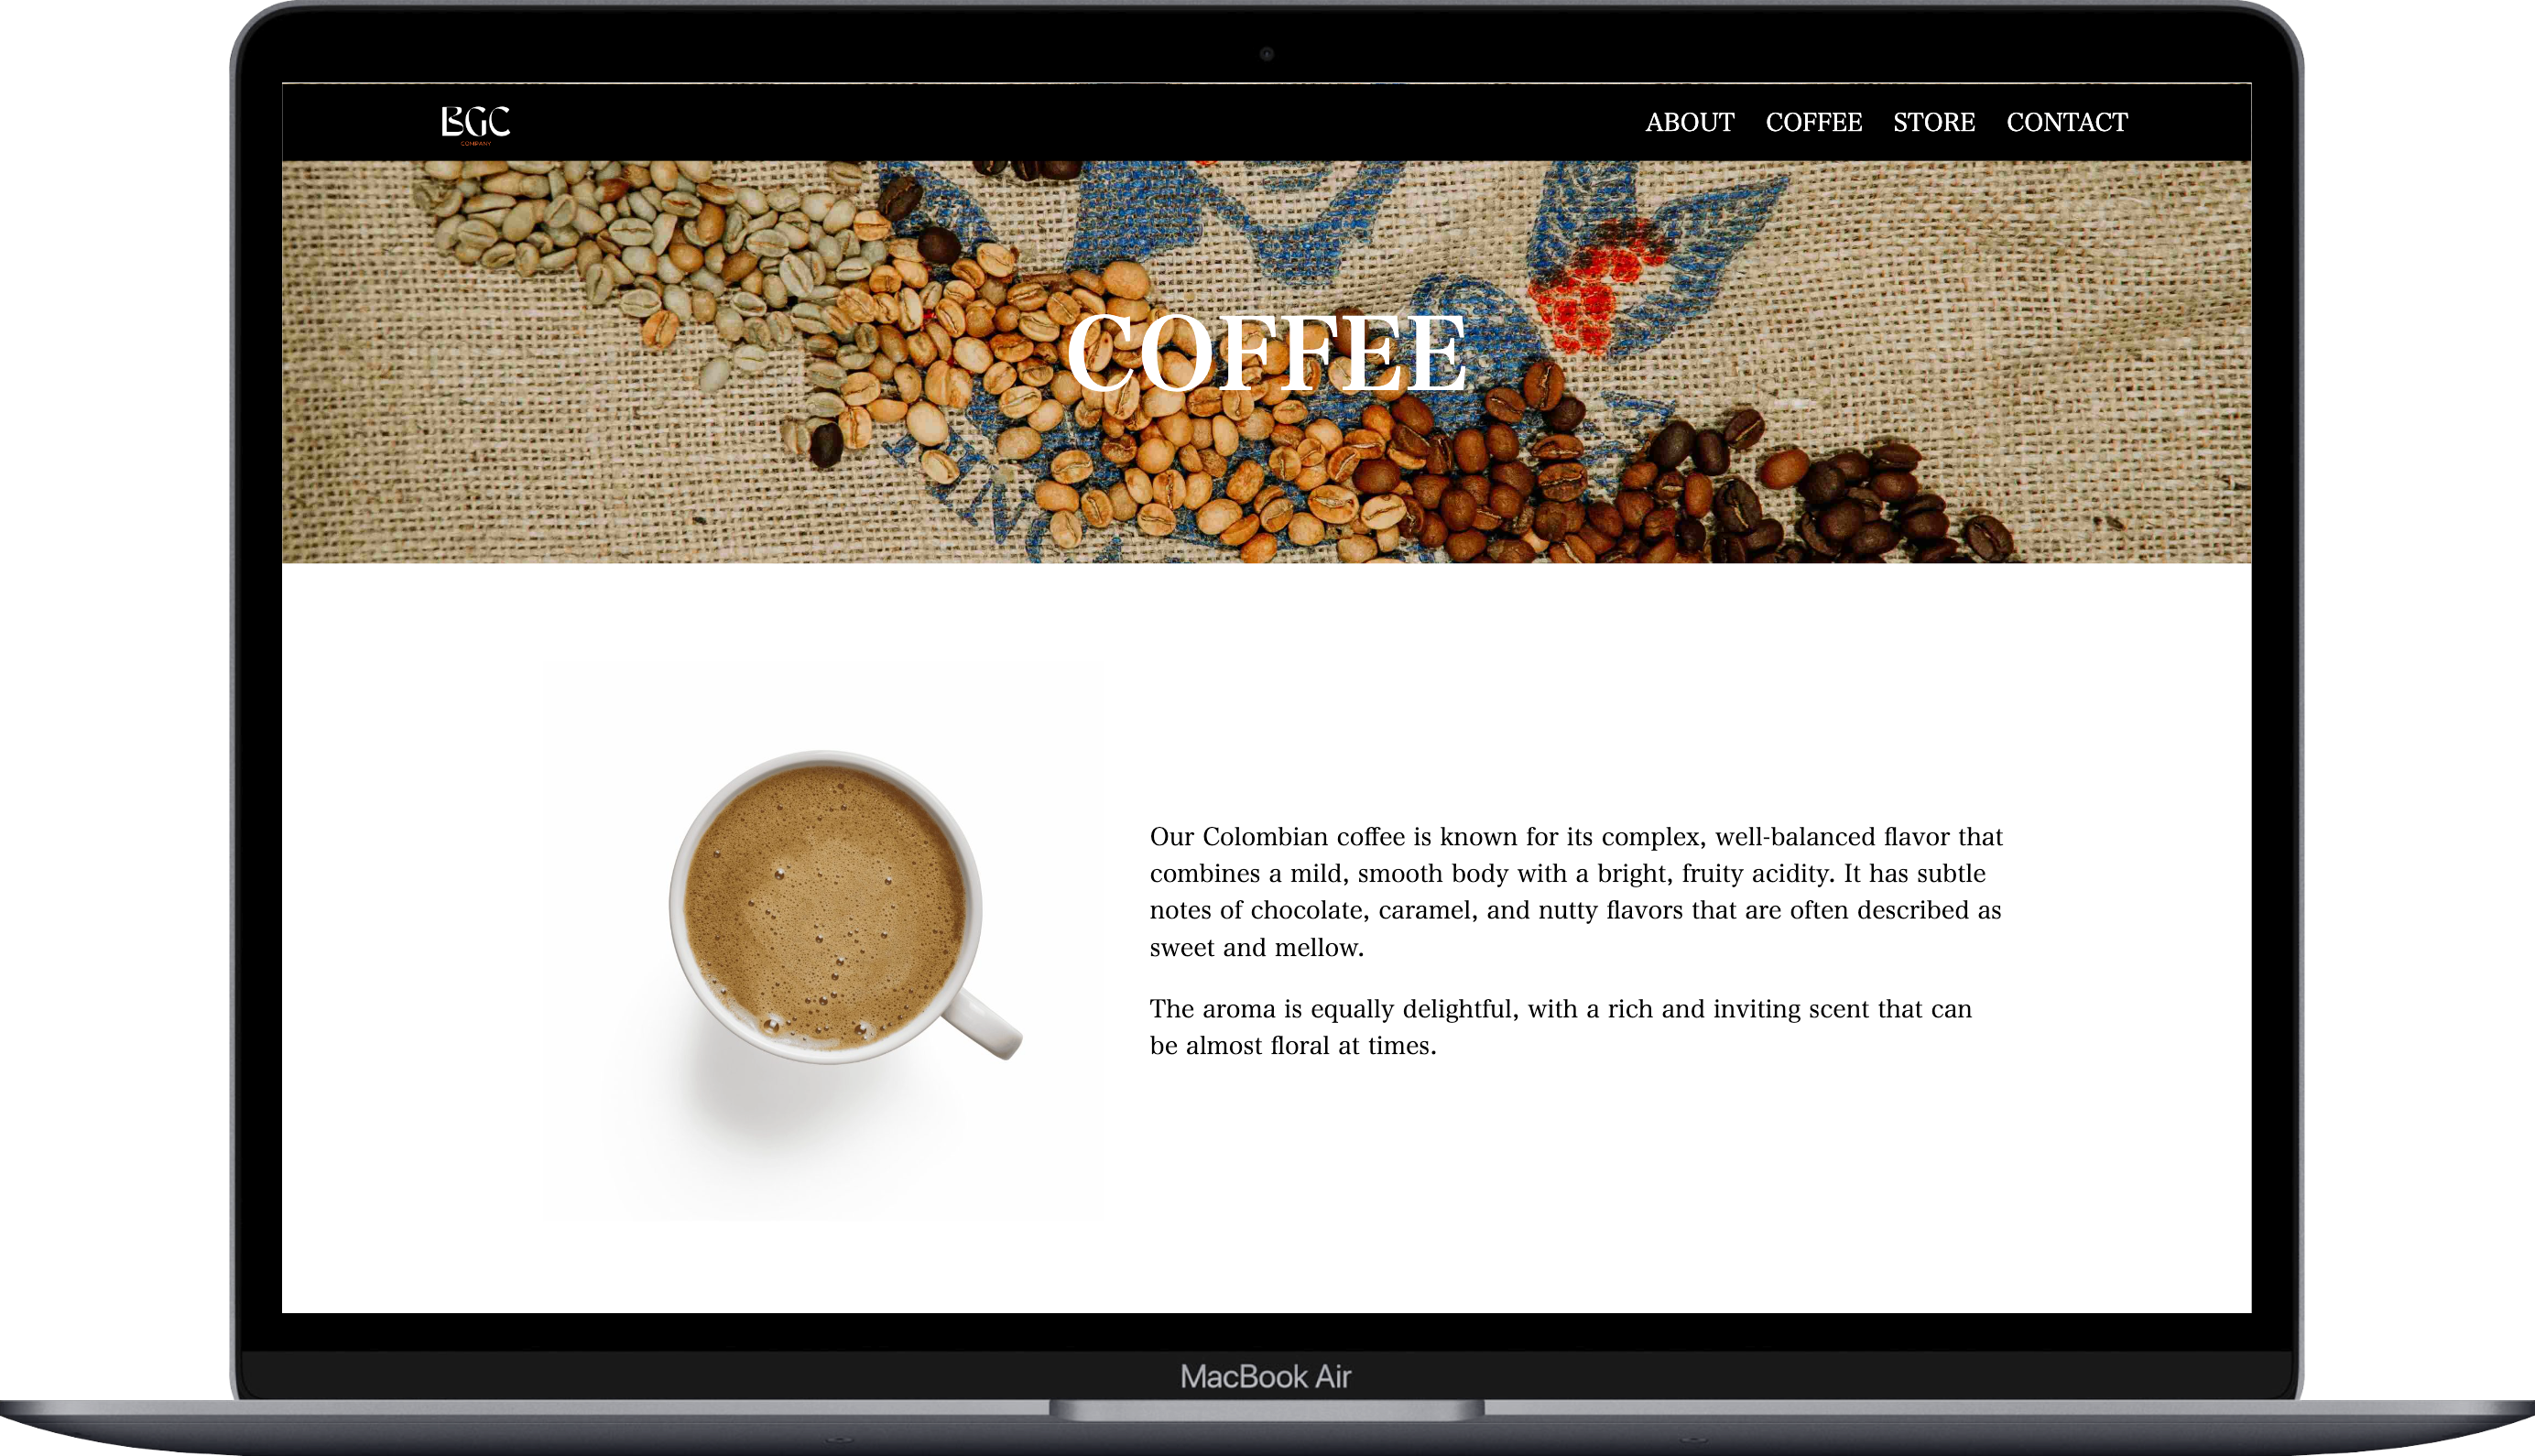 BGC
COMPANY
ABOUT COFFEE STORE CONTACT
COFFEE
Our Colombian coffee is known for its complex, well-balanced flavor that
combines a mild, smooth body with a bright, fruity acidity. It has subtle
notes of chocolate, caramel, and nutty flavors that are often described as
sweet and mellow.
The aroma is equally delightful, with a rich and inviting scent that can
be almost floral at times.
MacBook Air